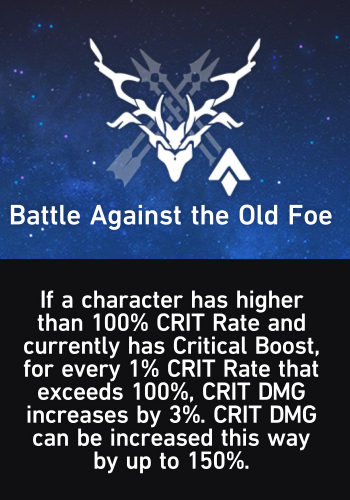 Battle Against the Old Foe
If a character has higher
than 100% CRIT Rate and
currently has Critical Boost,
for every 1% CRIT Rate that
exceeds 100%, CRIT DMG
increases by 3%. CRIT DMG
can be increased this way
by up to 150%.